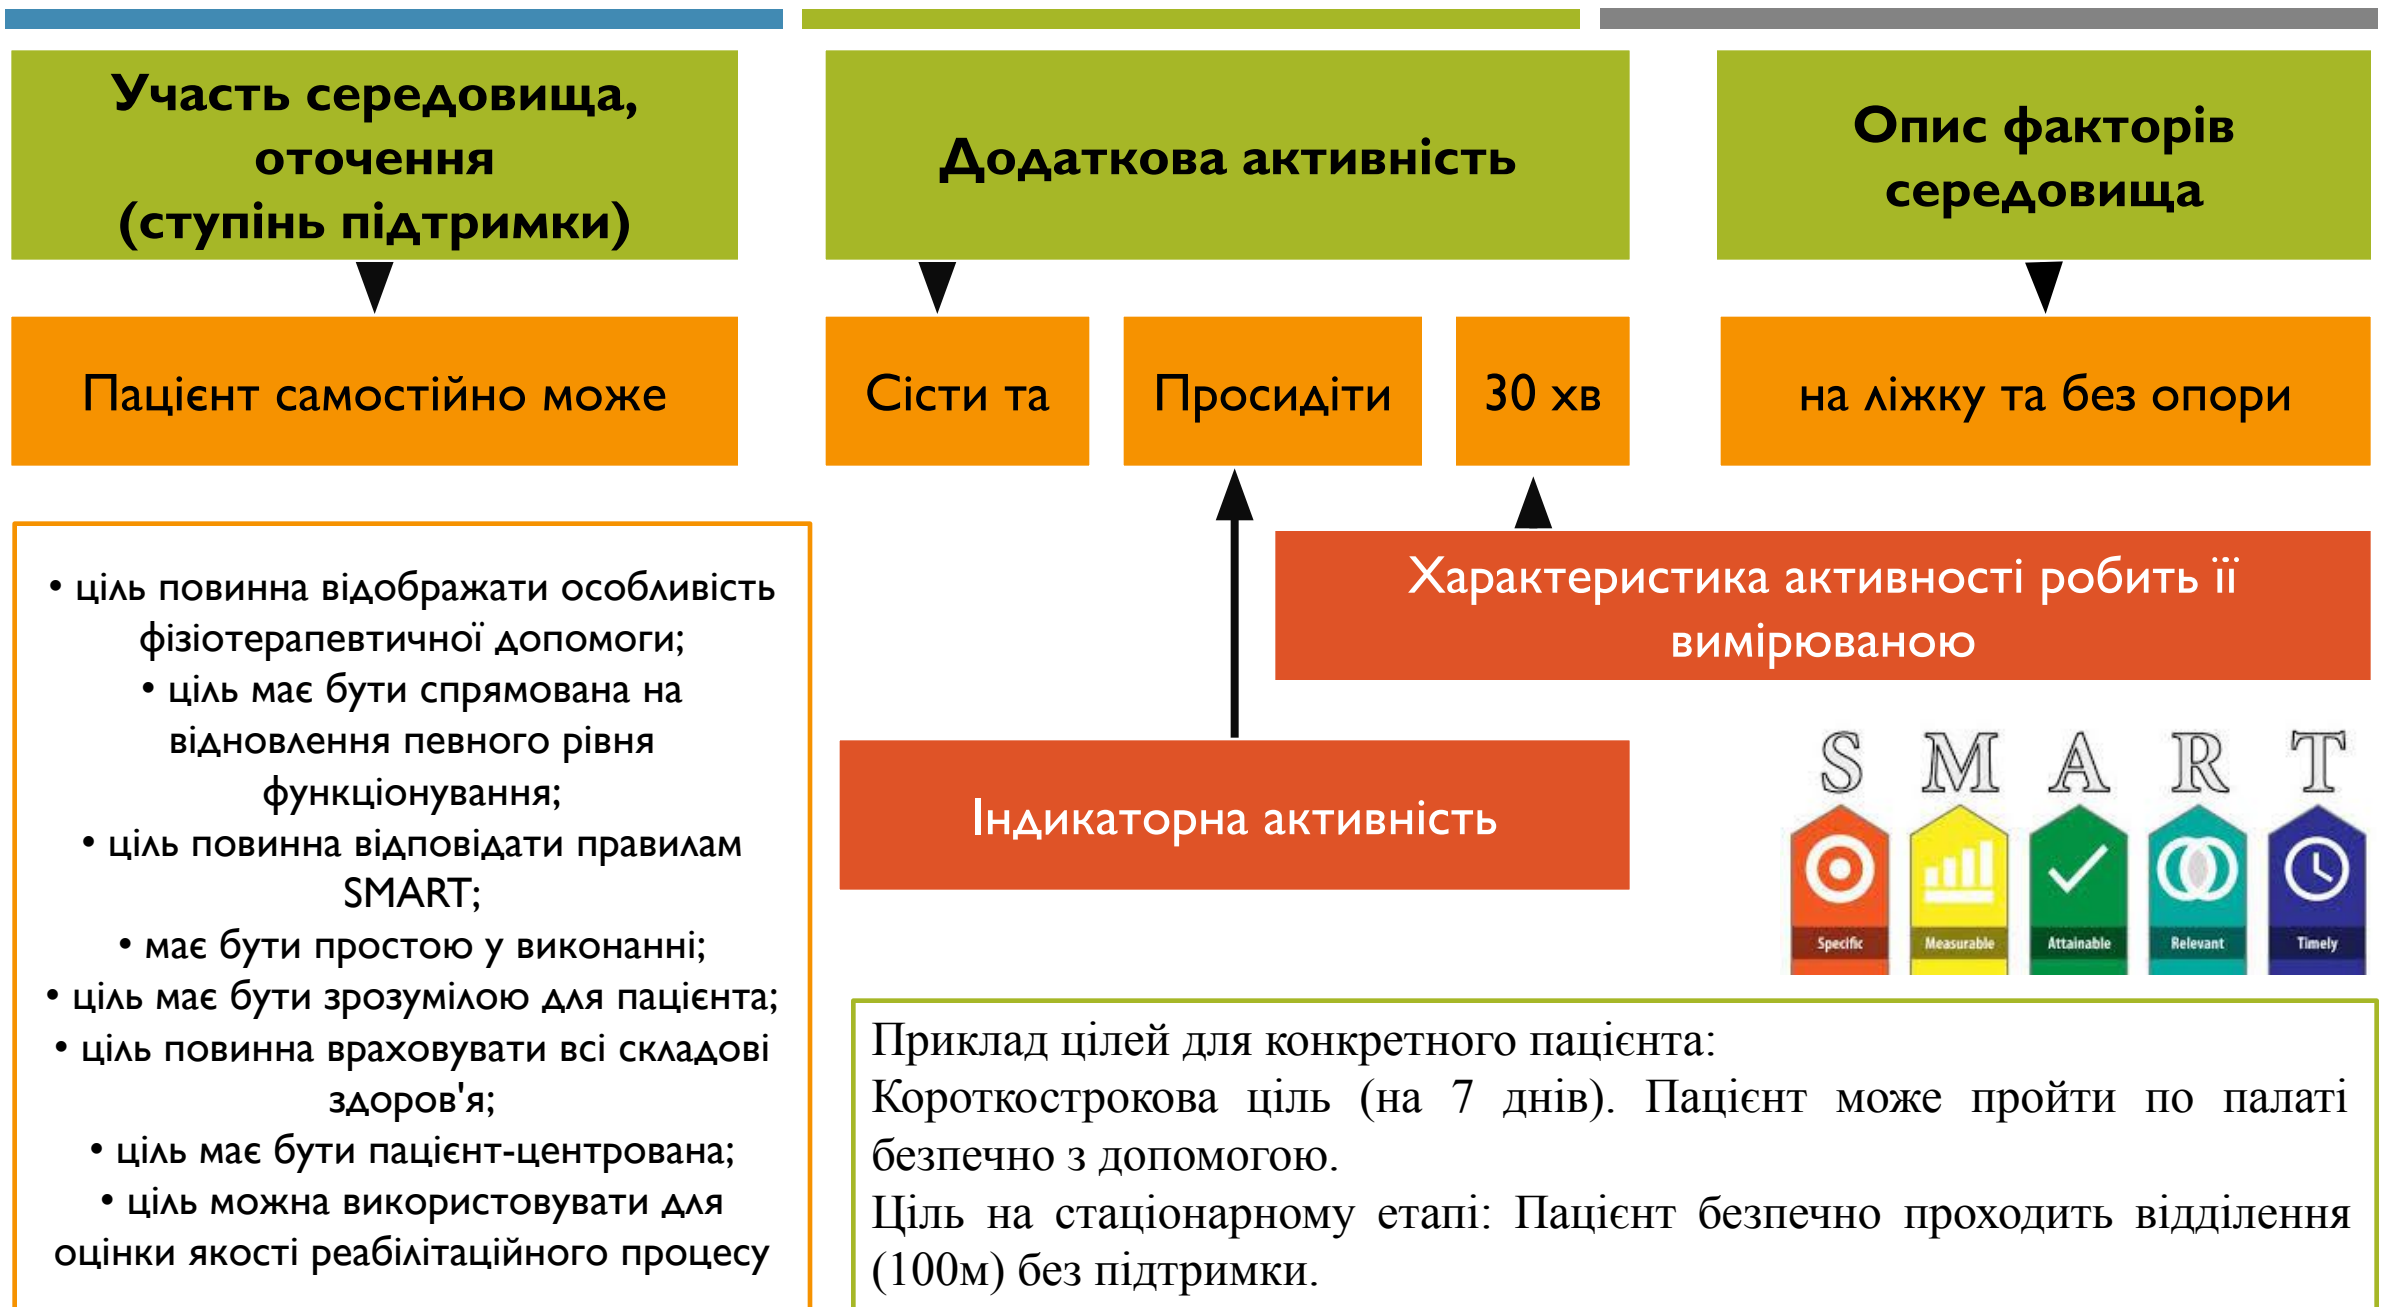 Участь середовища,
оточення
(ступінь підтримки)
Додаткова активність
Опис факторів
середовища
Пацієнт самостійно може
Сісти та
Просидіти
30 хв
на ліжку та без опори
Характеристика активності робить її
вимірюваною
Індикаторна активність
• ціль повинна відображати особливість
фізіотерапевтичної допомоги;
• ціль має бути спрямована на
відновлення певного рівня
функціонування;
• ціль повинна відповідати правилам
SMART;
• має бути простою у виконанні;
• ціль має бути зрозумілою для пацієнта;
• ціль повинна враховувати всі складові
здоров'я;
• ціль має бути пацієнт-центрована;
• ціль можна використовувати для
оцінки якості реабілітаційного процесу
S M A R T
Specific Measurable Attainable Relevant Timely
Приклад цілей для конкретного пацієнта:
Короткострокова ціль (на 7 днів). Пацієнт може пройти по палаті
безпечно з допомогою.
Ціль на стаціонарному етапі: Пацієнт безпечно проходить відділення
(100м) без підтримки.